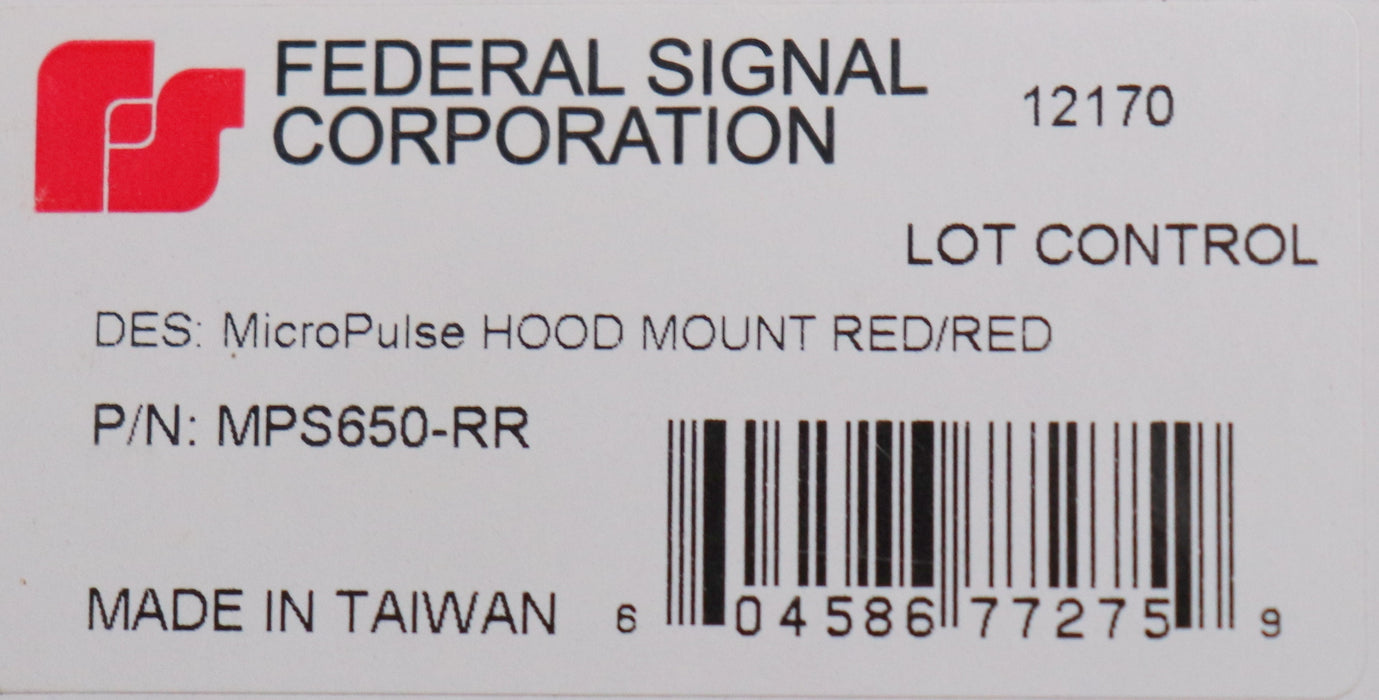 FEDERAL SIGNAL
CORPORATION
12170
LOT CONTROL
DES: MicroPulse HOOD MOUNT RED/RED
P/N: MPS650-RR
MADE IN TAIWAN
6 04586 77275 9